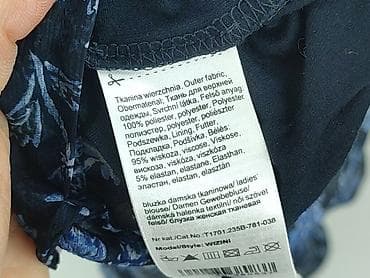 Tkanina wierzchnia, Outer fabric,
Obermaterial, Ткань для верхней
одежды, Svrchní látka, Felső anyag.
100% poliester, polyester, Polyester,
полиэстер, polyester, poliészter
Podszewka, Lining, Futter,
Подкладка, Podšívka, Bélés:
95% wiskoza, viscose, Viskose,
вискоза, viskóza, viszkóza
5% elastan, elastane, Elasthan,
эластан, elastan, elasztán
bluzka damska tkaninowa/ ladies'
blouse/ Damen Gewebebluse/
dámská halenka textilní/ női szövet
felső/ блузка женская тканевая
Nr kat./Cat No.:T1701.235B-781-038
Model/Style: WIZINI